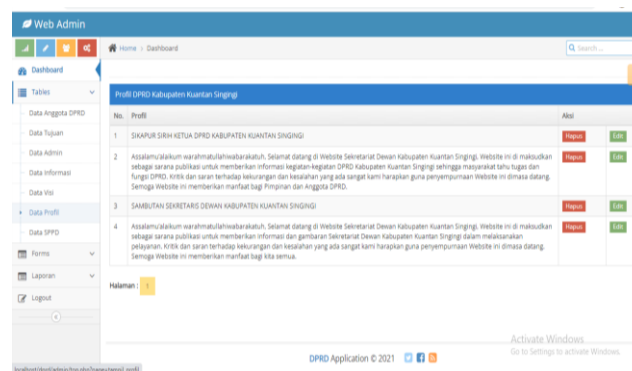 Web Admin
Home > Dashboard
Search ...
Dashboard
Tables
Data Anggota DPRD
Data Tujuan
Data Admin
Data Informasi
Data Visi
Data Profil
Data SPPD
Forms
Laporan
Logout
Profil DPRD Kabupaten Kuantan Singingi
No. Profil Aksi
1 SIKAPUR SIRIH KETUA DPRD KABUPATEN KUANTAN SINGINGI Hapus Edit
2 Assalamu'alaikum warahmatullahiwabarakatuh. Selamat datang di Website Sekretariat Dewan Kabupaten Kuantan Singingi. Website ini di maksudkan Hapus Edit
sebagai sarana publikasi untuk memberikan informasi kegiatan-kegiatan DPRD Kabupaten Kuantan Singingi sehingga masyarakat tahu tugas dan
fungsi DPRD. Kritik dan saran terhadap kekurangan dan kesalahan yang ada sangat kami harapkan guna penyempurnaan Website ini dimasa datang.
Semoga Website ini memberikan manfaat bagi Pimpinan dan Anggota DPRD.
3 SAMBUTAN SEKRETARIS DEWAN KABUPATEN KUANTAN SINGINGI Hapus Edit
4 Assalamu'alaikum warahmatullahiwabarakatuh. Selamat datang di Website Sekretariat Dewan Kabupaten Kuantan Singingi. Website ini di maksudkan Hapus Edit
sebagai sarana publikasi untuk memberikan informasi dan gambaran Sekretariat Dewan Kabupaten Kuantan Singingi dalam melaksanakan
pelayanan. Kritik dan saran terhadap kekurangan dan kesalahan yang ada sangat kami harapkan guna penyempurnaan Website ini dimasa datang.
Semoga Website ini memberikan manfaat bagi kita semua.
Halaman : 1
Activate Windows
Go to Settings to activate Windows.
DPRD Application © 2021